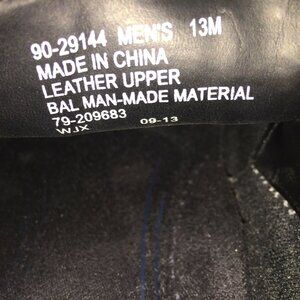 90-29144 MEN'S 13M
MADE IN CHINA
LEATHER UPPER
BAL MAN-MADE MATERIAL
79-209683
WJX 09-13